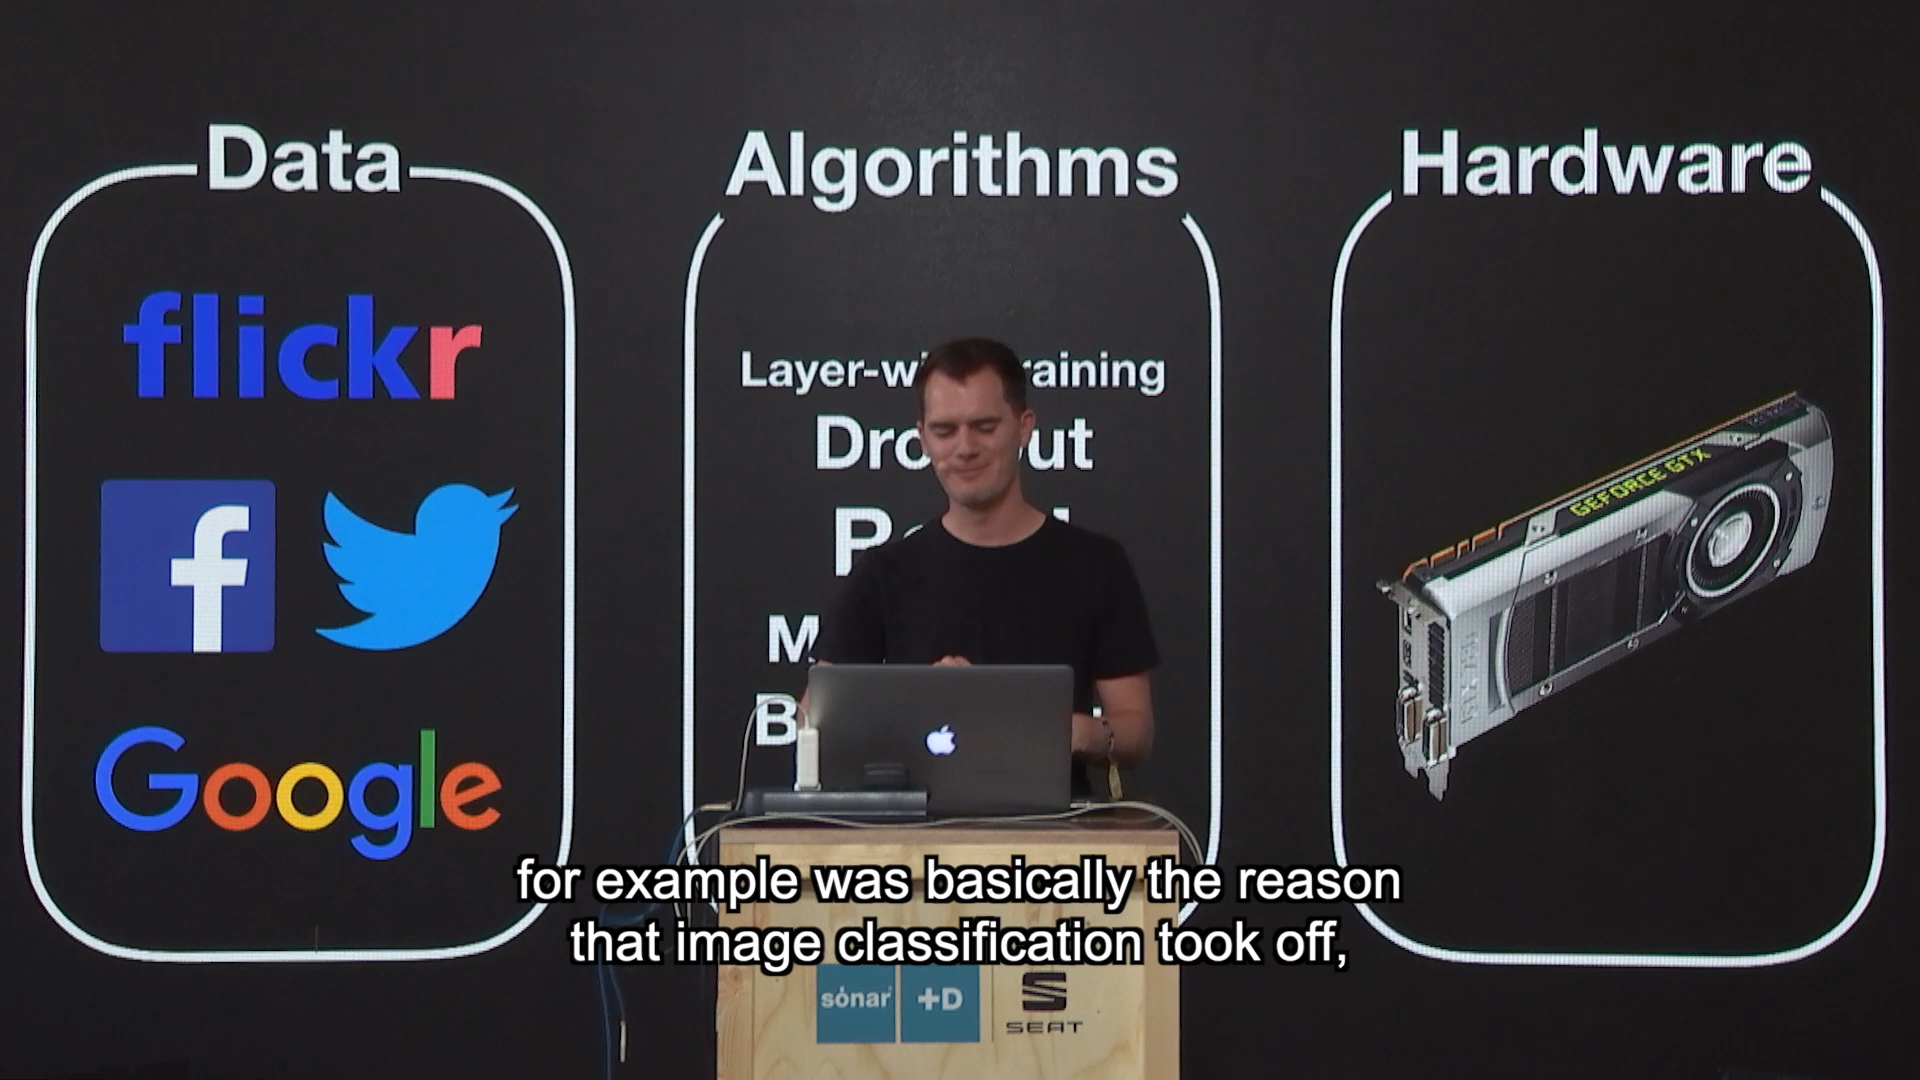 Data
flickr
f
Google
Algorithms
Hardware
GEFORCE GTX
for example was basically the reason
that image classification took off,
sónar
+D
SEAT